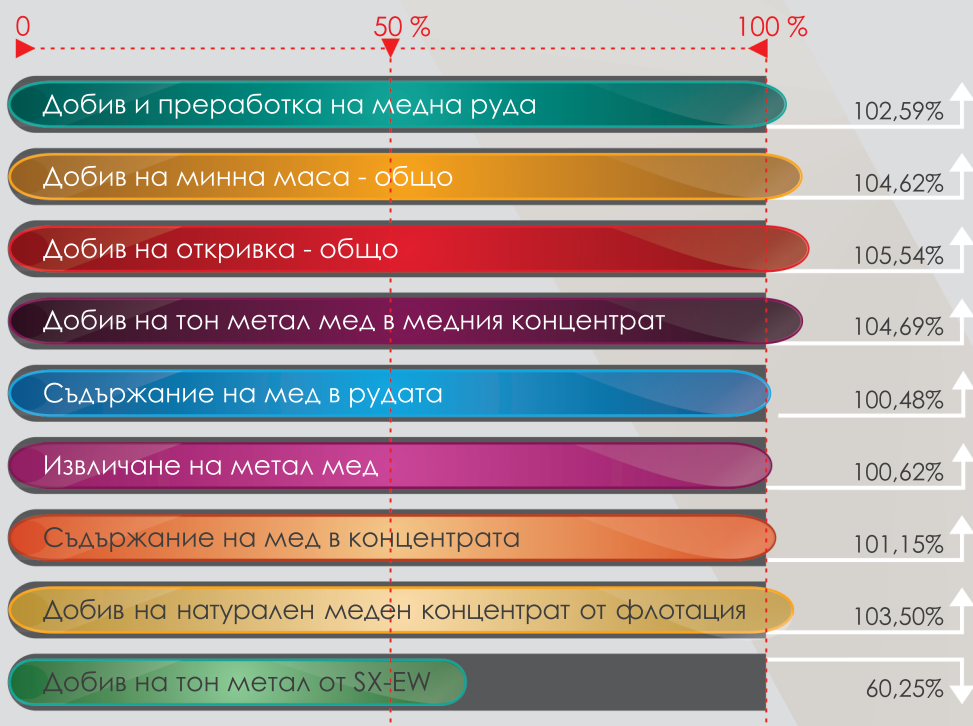 0 50 % 100 %
Добив и преработка на медна руда 102,59%
Добив на минна маса - общо 104,62%
Добив на откривка - общо 105,54%
Добив на тон метал мед в медния концентрат 104,69%
Съдържание на мед в рудата 100,48%
Извличане на метал мед 100,62%
Съдържание на мед в концентрата 101,15%
Добив на натурален меден концентрат от флотация 103,50%
Добив на тон метал от SX-EW 60,25%